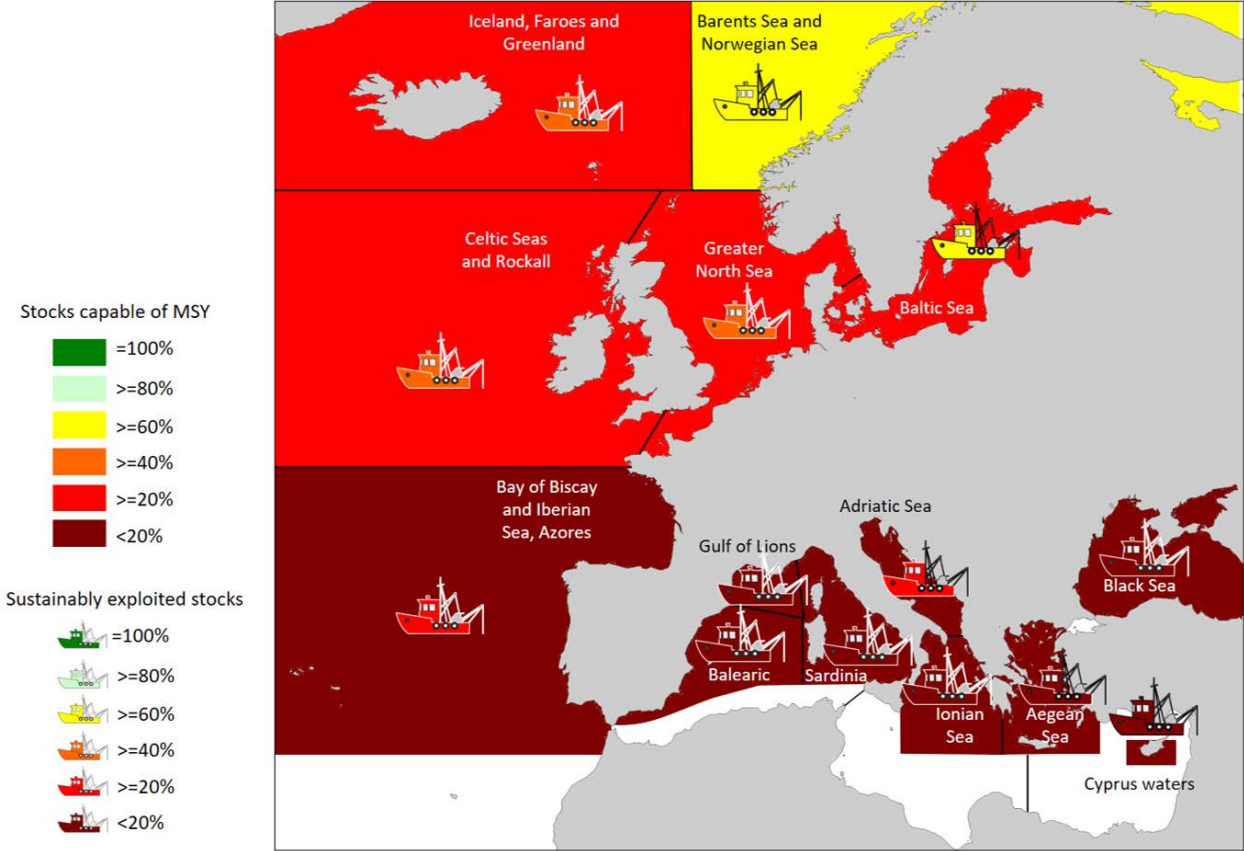 Stocks capable of MSY
=100%
>=80%
>=60%
>=40%
>=20%
<20%
Sustainably exploited stocks
=100%
>=80%
>=60%
>=40%
>=20%
<20%
Iceland, Faroes and
Greenland
Barents Sea and
Norwegian Sea
Celtic Seas
and Rockall
Greater
North Sea
Baltic Sea
Bay of Biscay
and Iberian
Sea, Azores
Gulf of Lions
Adriatic Sea
Black Sea
Balearic
Sardinia
Ionian
Sea
Aegean
Sea
Cyprus waters